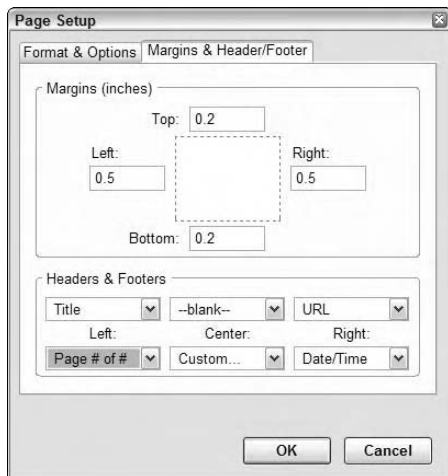 Page Setup
Format & Options Margins & Header/Footer
Margins (inches)
Top: 0.2
Left: Right:
0.5 0.5
Bottom: 0.2
Headers & Footers
Title --blank-- URL
Left: Center: Right:
Page # of # Custom... Date/Time
OK Cancel